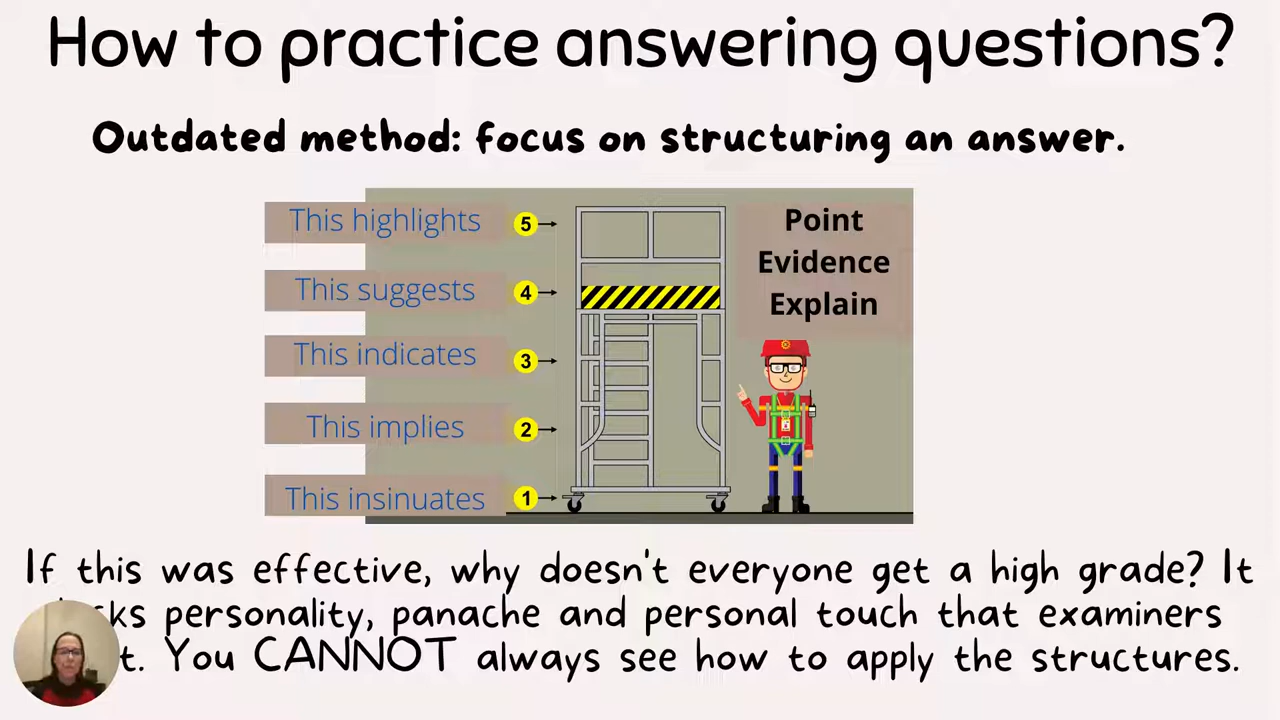 How to practice answering questions?
Outdated method: focus on structuring an answer.
This highlights 5
This suggests 4
This indicates 3
This implies 2
This insinuates 1
Point
Evidence
Explain
If this was effective, why doesn't everyone get a high grade? It
personality, panache and personal touch that examiners
You CANNOT always see how to apply the structures.